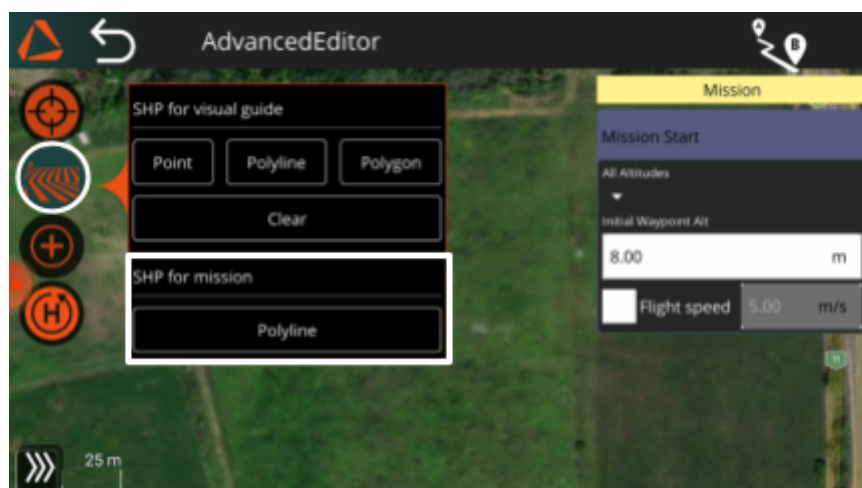 AdvancedEditor
A
B
SHP for visual guide
Point
Polyline
Polygon
Clear
SHP for mission
Polyline
H
Mission
Mission Start
All Altitudes
Initial Waypoint Alt
8.00 m
Flight speed 5.00 m/s
11
25 m